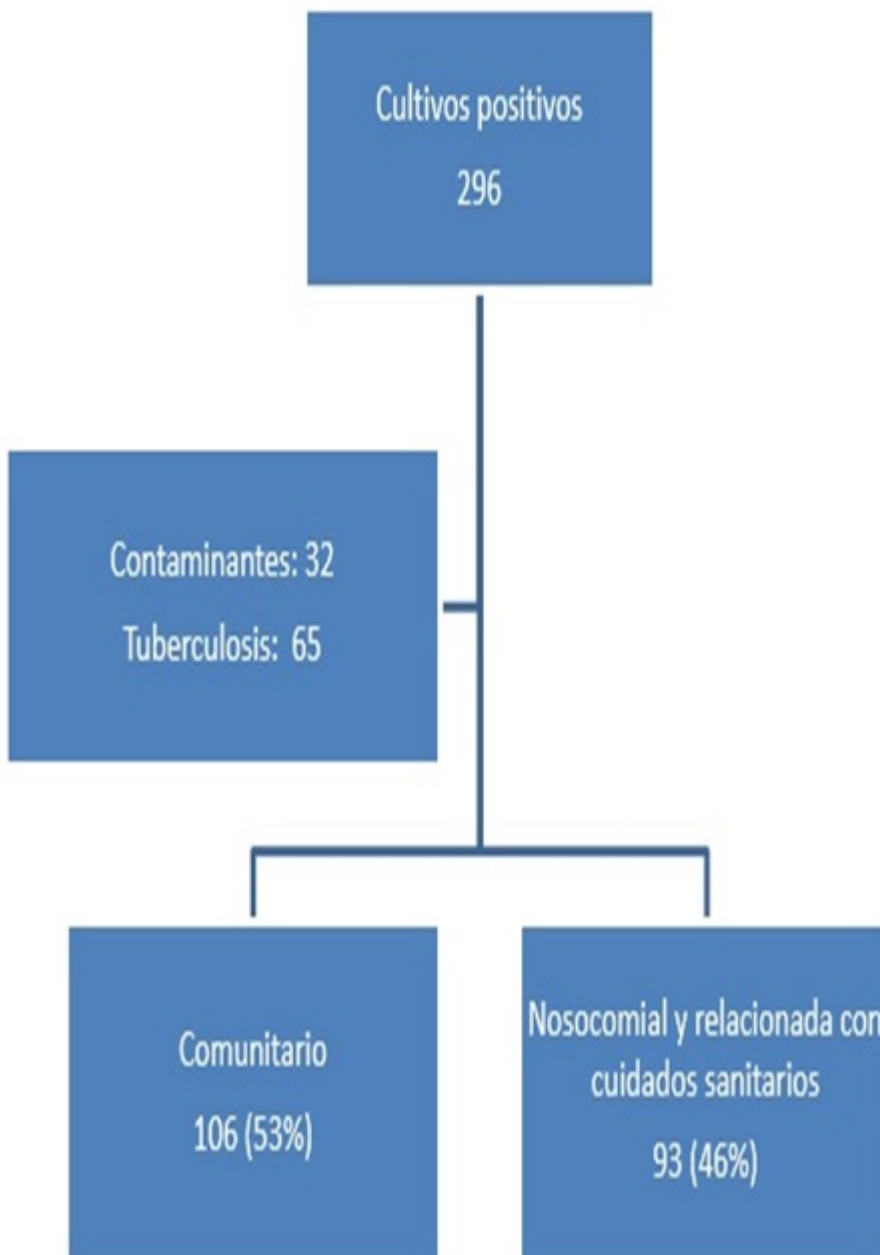 Cultivos positivos
296
Contaminantes: 32
Tuberculosis: 65
Comunitario
106 (53%)
Nosocomial y relacionada con
cuidados sanitarios
93 (46%)